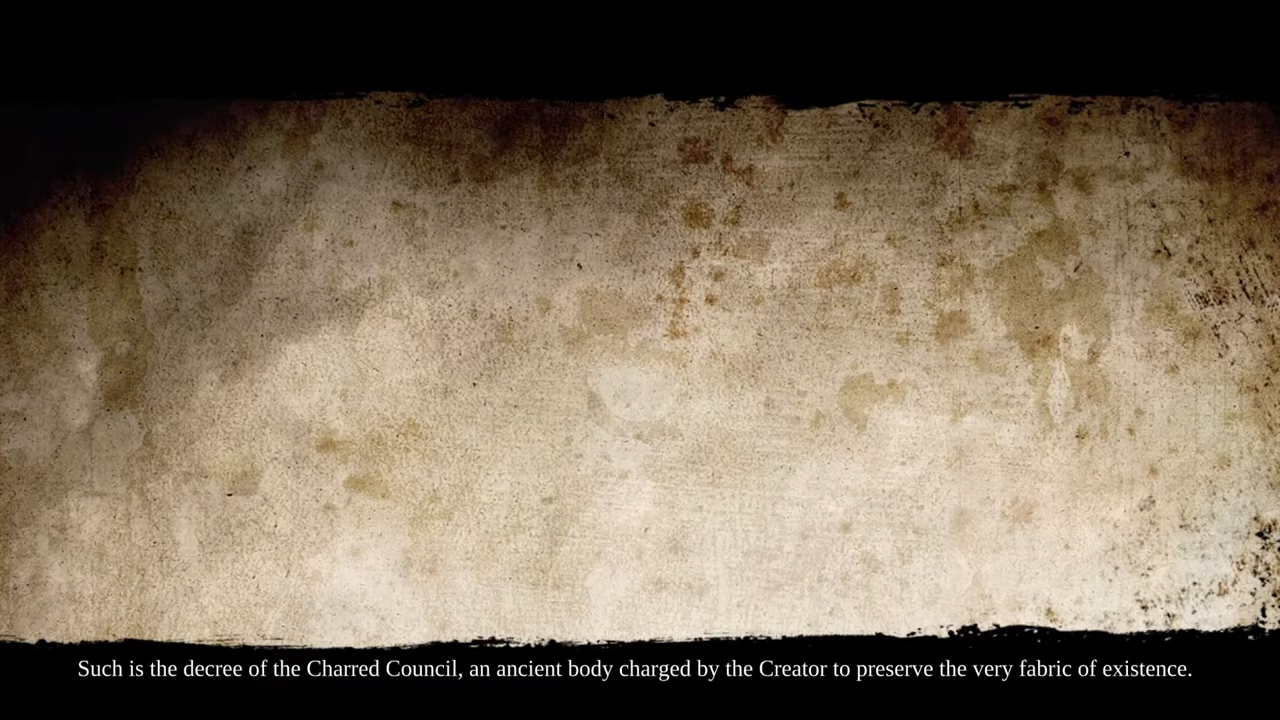 Such is the decree of the Charred Council, an ancient body charged by the Creator to preserve the very fabric of existence.